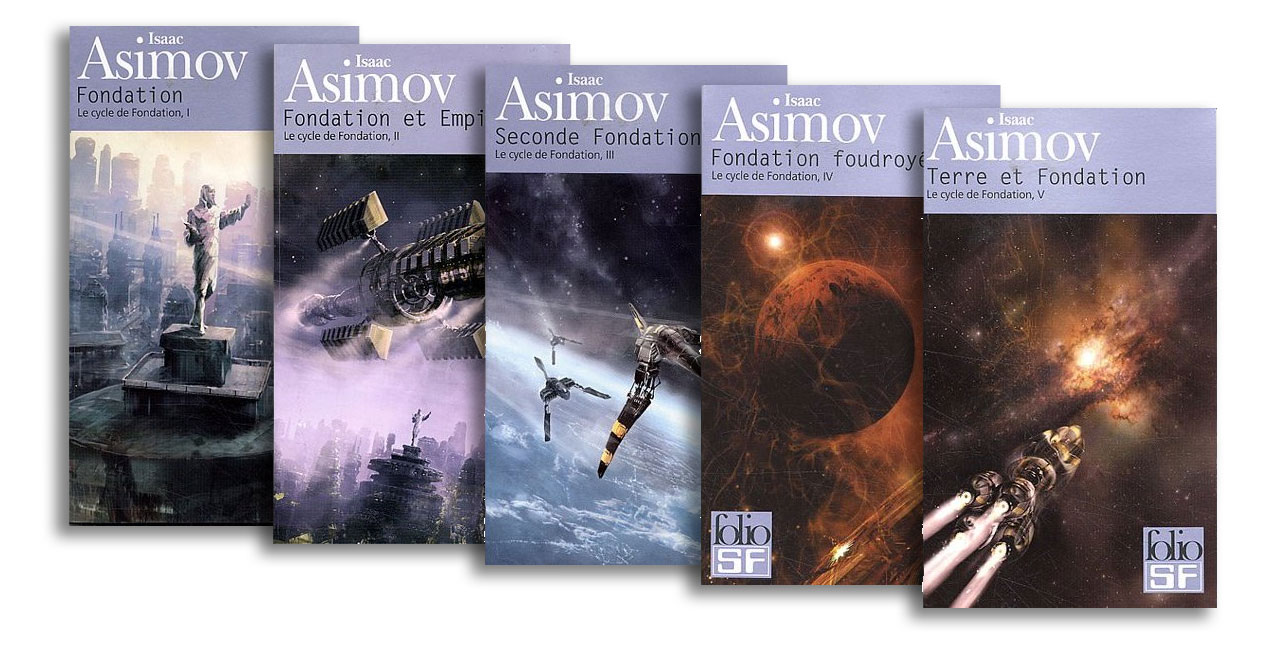 Isaac
Asimov
Fondation
Le cycle de Fondation, I
Isaac
Asimov
Fondation et Empi
Le cycle de Fondation, II
Isaac
Asimov
Seconde Fondation
Le cycle de Fondation, III
Isaac
Asimov
Fondation foudroyé
Le cycle de Fondation, IV
folio
SF
Isaac
Asimov
Terre et Fondation
Le cycle de Fondation, V
folio
SF